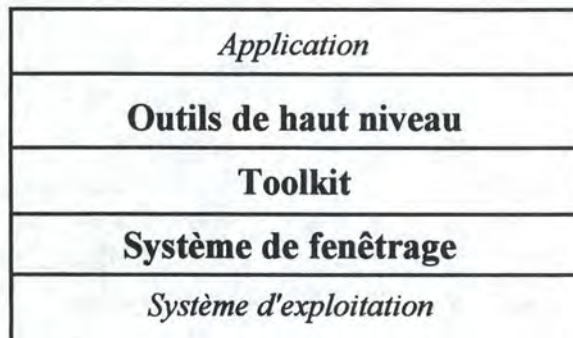 Application
Outils de haut niveau
Toolkit
Système de fenêtrage
Système d'exploitation